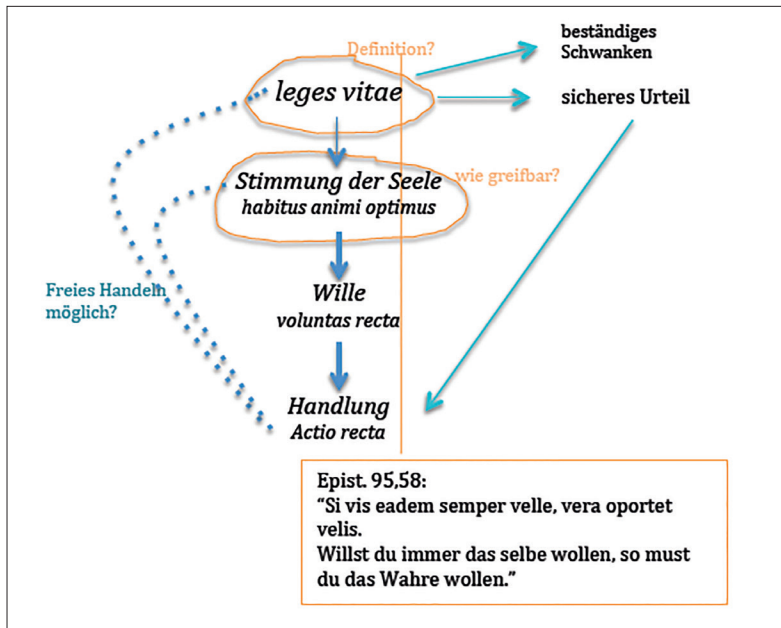 Definition?
beständiges
Schwanken
leges vitae
sicheres Urteil
Stimmung der Seele
habitus animi optimus
wie greifbar?
Freies Handeln
möglich?
Wille
voluntas recta
Handlung
Actio recta
Epist. 95,58:
“Si vis eadem semper velle, vera oportet
velis.
Willst du immer das selbe wollen, so must
du das Wahre wollen.”